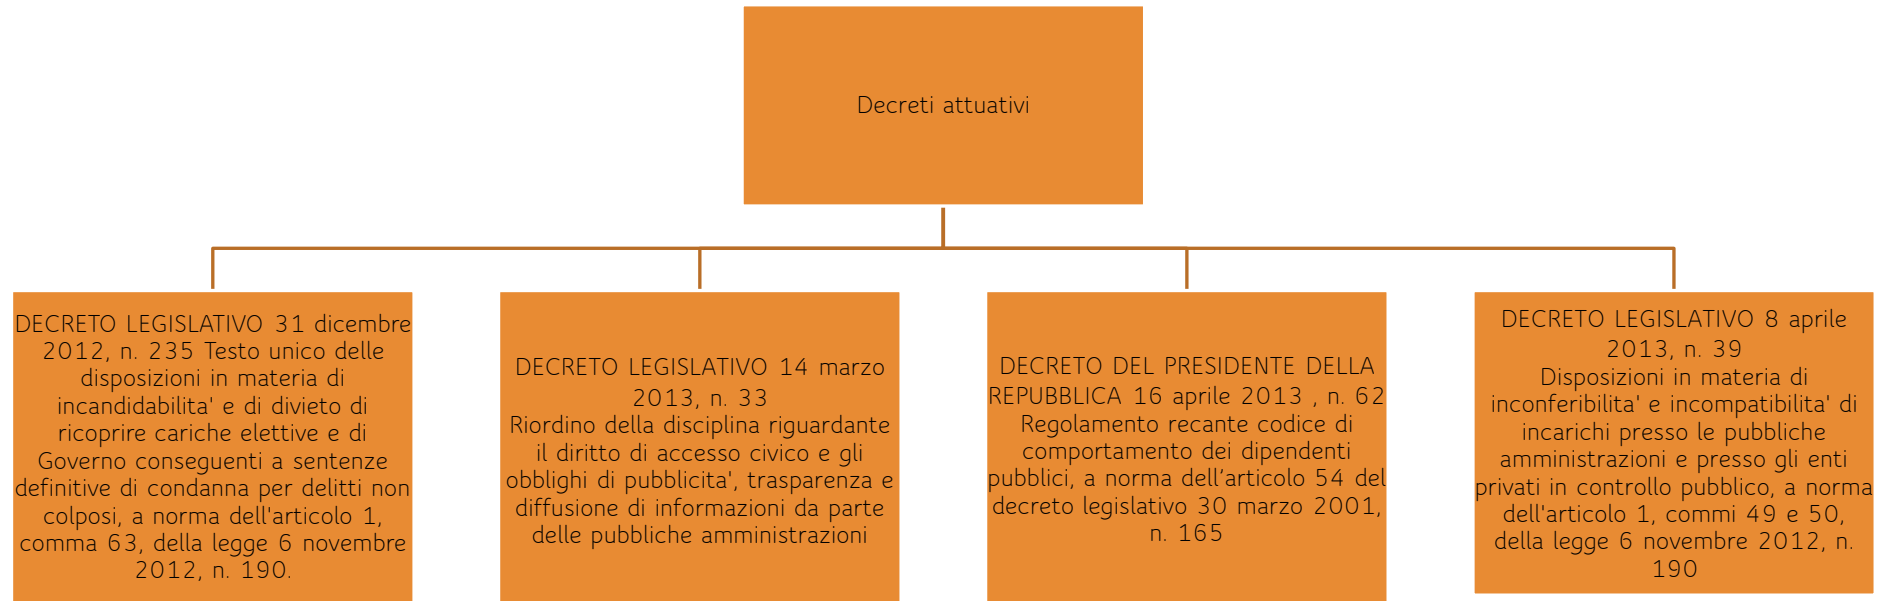 Decreti attuativi
DECRETO LEGISLATIVO 31 dicembre
2012, n. 235 Testo unico delle
disposizioni in materia di
incandidabilita' e di divieto di
ricoprire cariche elettive e di
Governo conseguenti a sentenze
definitive di condanna per delitti non
colposi, a norma dell'articolo 1,
comma 63, della legge 6 novembre
2012, n. 190.
DECRETO LEGISLATIVO 14 marzo
2013, n. 33
Riordino della disciplina riguardante
il diritto di accesso civico e gli
obblighi di pubblicita', trasparenza e
diffusione di informazioni da parte
delle pubbliche amministrazioni
DECRETO DEL PRESIDENTE DELLA
REPUBBLICA 16 aprile 2013 , n. 62
Regolamento recante codice di
comportamento dei dipendenti
pubblici, a norma dell’articolo 54 del
decreto legislativo 30 marzo 2001,
n. 165
DECRETO LEGISLATIVO 8 aprile
2013, n. 39
Disposizioni in materia di
inconferibilita' e incompatibilita' di
incarichi presso le pubbliche
amministrazioni e presso gli enti
privati in controllo pubblico, a norma
dell'articolo 1, commi 49 e 50,
della legge 6 novembre 2012, n.
190